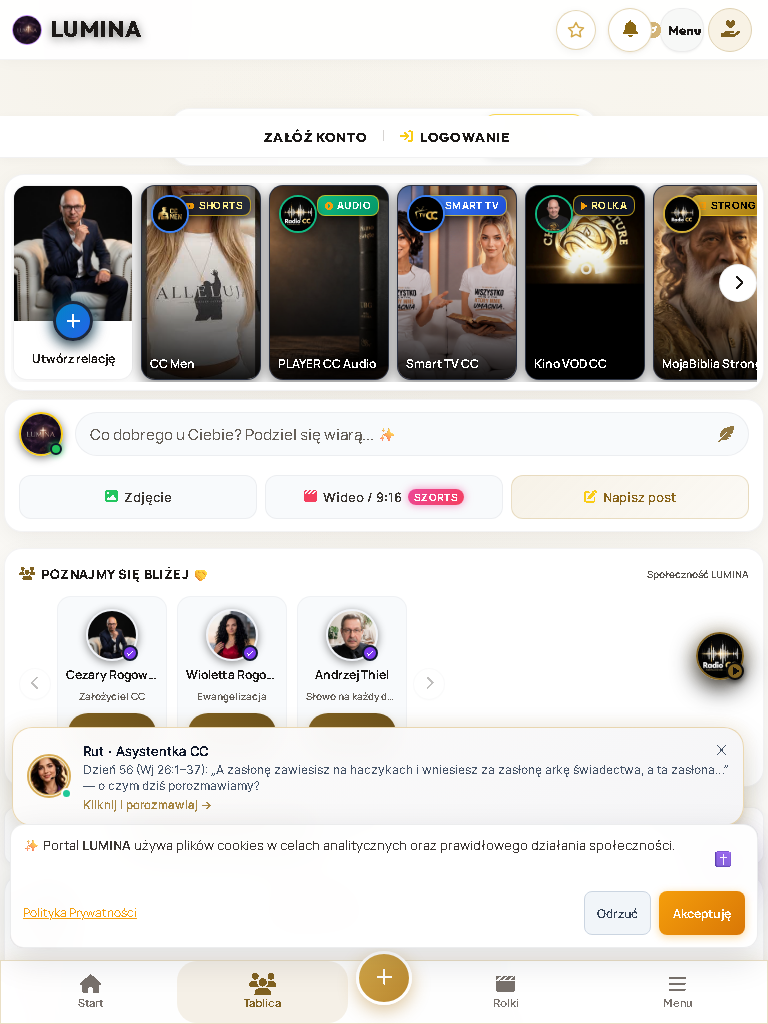 LUMINA
Menu
ZAŁÓŻ KONTO
LOGOWANIE
SHORTS
AUDIO
SMART TV
ROLKA
STRONG
Utwórz relację
CC Men
PLAYER CC Audio
Smart TV CC
Kino VOD CC
MojaBiblia Strong
Co dobrego u Ciebie? Podziel się wiarą... ✨
Zdjęcie
Wideo / 9:16 SZORTS
Napisz post
POZNAJMY SIĘ BLIŻEJ 🤝
Społeczność LUMINA
Cezary Rogow...
Wioletta Rogo...
Andrzej Thiel
Założyciel CC
Ewangelizacja
Słowo na każdy d...
Rut · Asystentka CC
Dzień 56 (Wj 26:1–37): „A zasłonę zawiesisz na haczykach i wniesiesz za zasłonę arkę świadectwa, a ta zasłona…”
— o czym dziś porozmawiamy?
Kliknij i porozmawiaj →
✨ Portal LUMINA używa plików cookies w celach analitycznych oraz prawidłowego działania społeczności.
Polityka Prywatności
Odrzuć
Akceptuję
Start
Tablica
Rolki
Menu